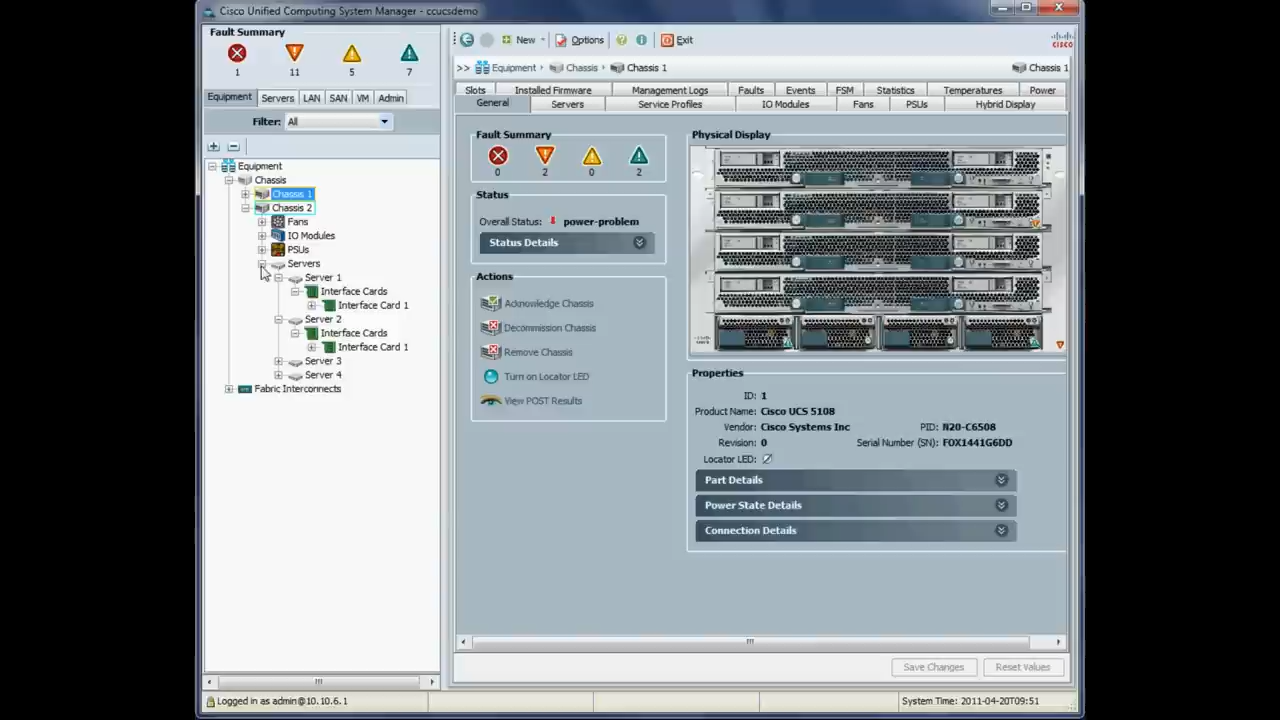 Cisco Unified Computing System Manager - ccucsdemo
Fault Summary
1 11 5 7
Equipment Servers LAN SAN VM Admin
Filter: All
Equipment
Chassis
Chassis 1
Chassis 2
Fans
IO Modules
PSUs
Servers
Server 1
Interface Cards
Interface Card 1
Server 2
Interface Cards
Interface Card 1
Server 3
Server 4
Fabric Interconnects
New Options Exit
CISCO
>> Equipment Chassis Chassis 1 Chassis 1
Slots Installed Firmware Management Logs Faults Events FSM Statistics Temperatures Power
General Servers Service Profiles IO Modules Fans PSUs Hybrid Display
Fault Summary
0 2 0 2
Status
Overall Status: power-problem
Status Details
Actions
Acknowledge Chassis
Decommission Chassis
Remove Chassis
Turn on Locator LED
View POST Results
Physical Display
Properties
ID: 1
Product Name: Cisco UCS 5108
Vendor: Cisco Systems Inc PID: N20-C6508
Revision: 0 Serial Number (SN): FOX1441G6DD
Locator LED:
Part Details
Power State Details
Connection Details
Save Changes Reset Values
Logged in as admin@10.10.6.1 System Time: 2011-04-20T09:51